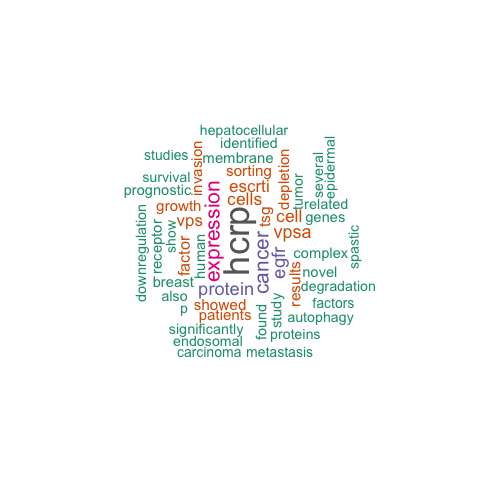 hepatocellular
identified
studies
membrane
invasion
sorting
depletion
several
epidermal
survival
prognostic
escrti
cells
tumor
expression
hcrp
growth
vps
tsg
cell
related
genes
vpsa
downregulation
receptor
show
factor
human
cancer
egfr
complex
spastic
breast
also
p
protein
results
novel
degradation
showed
patients
found
study
factors
autophagy
significantly
proteins
endosomal
carcinoma
metastasis